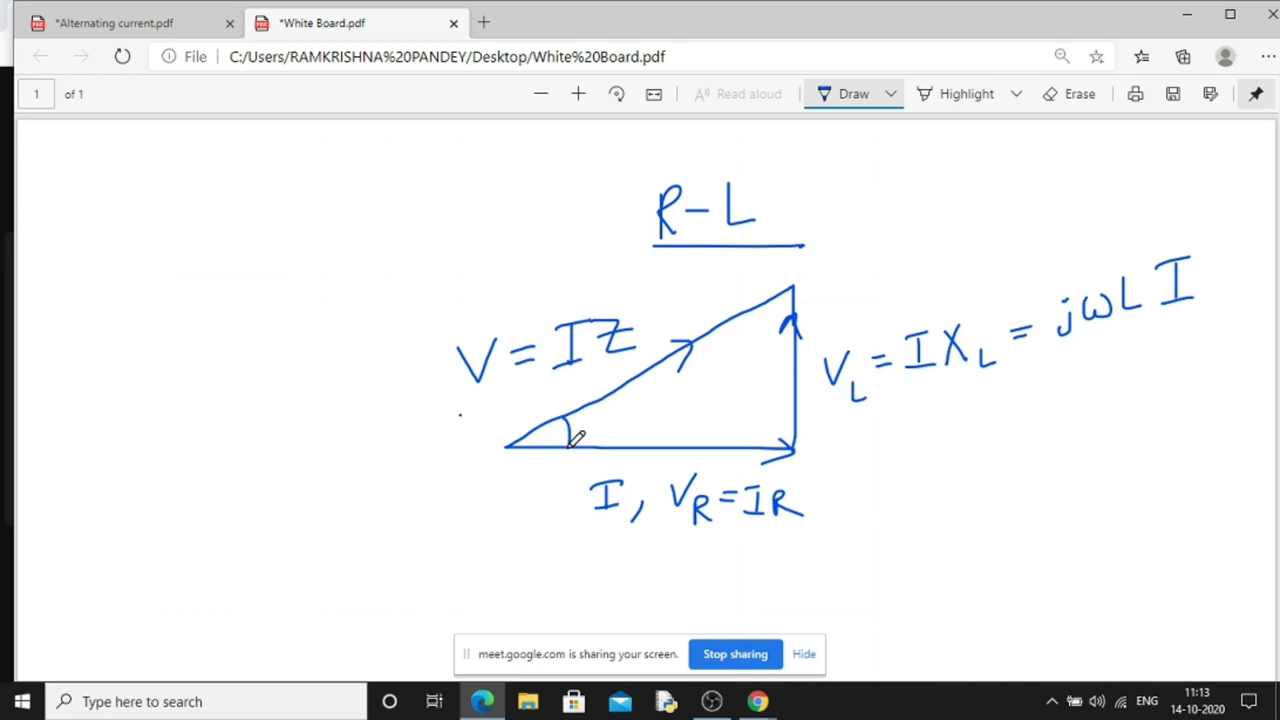 *Alternating current.pdf
*White Board.pdf
File C:/Users/RAMKRISHNA%20PANDEY/Desktop/White%20Board.pdf
1 of 1 Read aloud Draw Highlight Erase
R-L
V = IZ
V_L = IX_L = jωL I
I, V_R = IR
meet.google.com is sharing your screen. Stop sharing Hide
Type here to search
ENG
11:13
14-10-2020